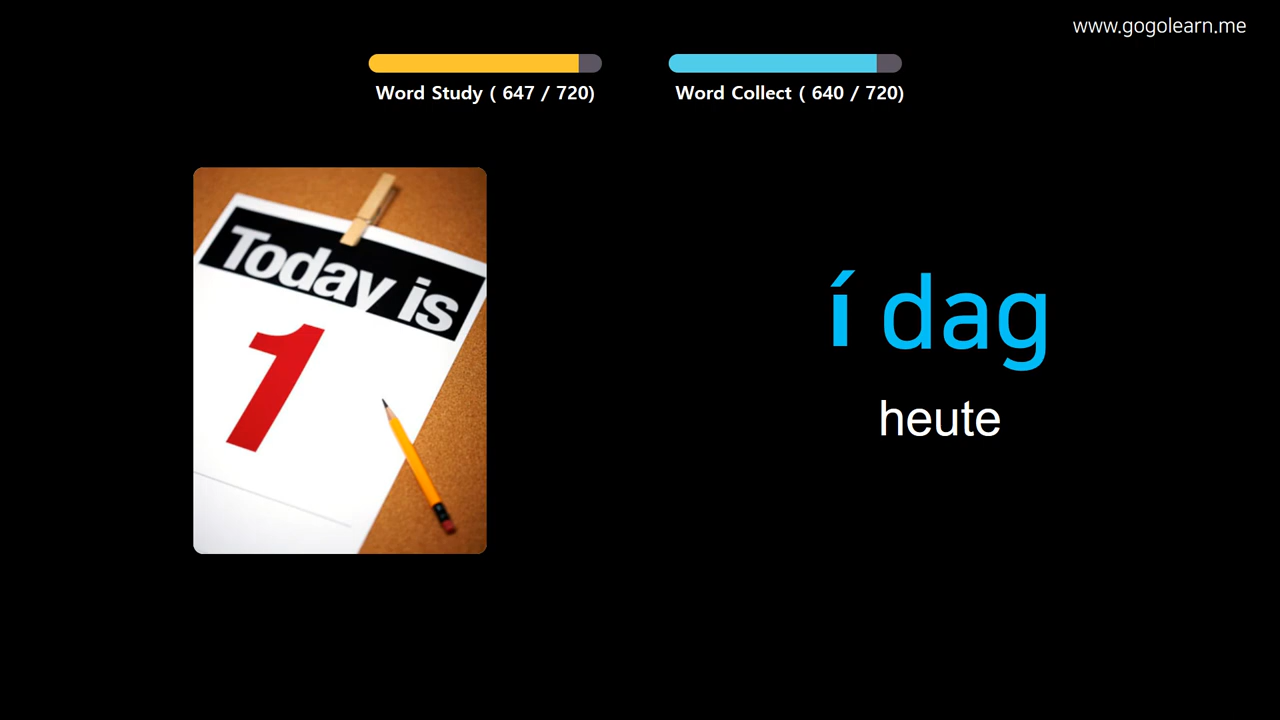 www.gogolearn.me
Word Study ( 647 / 720)
Word Collect ( 640 / 720)
Today is
1
í dag
heute